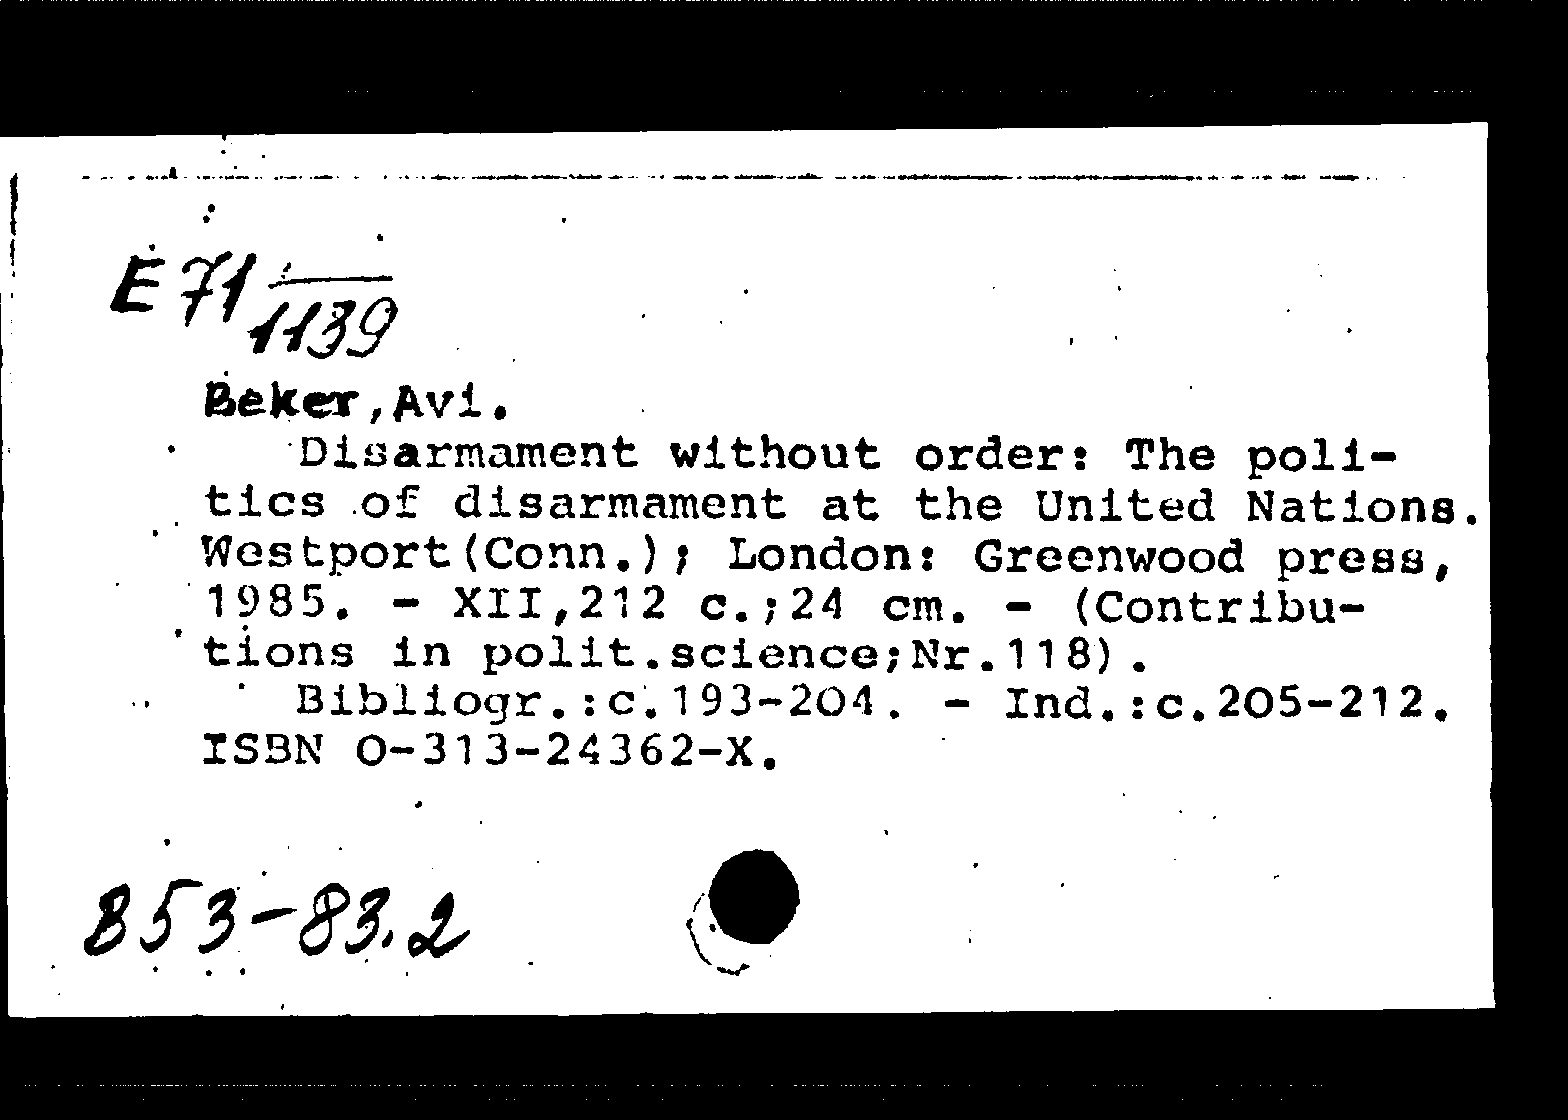 E 71
1139
Beker,Avi.
Disarmament without order: The poli-
tics of disarmament at the United Nations.
Westport(Conn.); London: Greenwood press,
1985. - XII,212 c.;24 cm. - (Contribu-
tions in polit.science;Nr.118).
Bibliogr.:c.193-204. - Ind.:c.205-212.
ISBN 0-313-24362-X.
В53-83.2